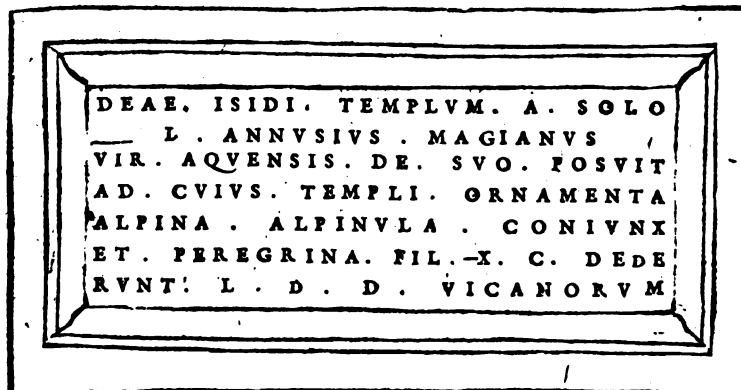 DEAE. ISIDI. TEMPLVM. A. SOLO
L. ANNVSIVS. MAGIANVS
VIR. AQVENSIS. DE. SVO. POSVIT
AD. CVIVS. TEMPLI. ORNAMENTA
ALPINA. ALPINVLA. CONIVNX
ET. PEREGRINA. FIL. X. C. DEDE
RVNT. L. D. D. VICANORVM